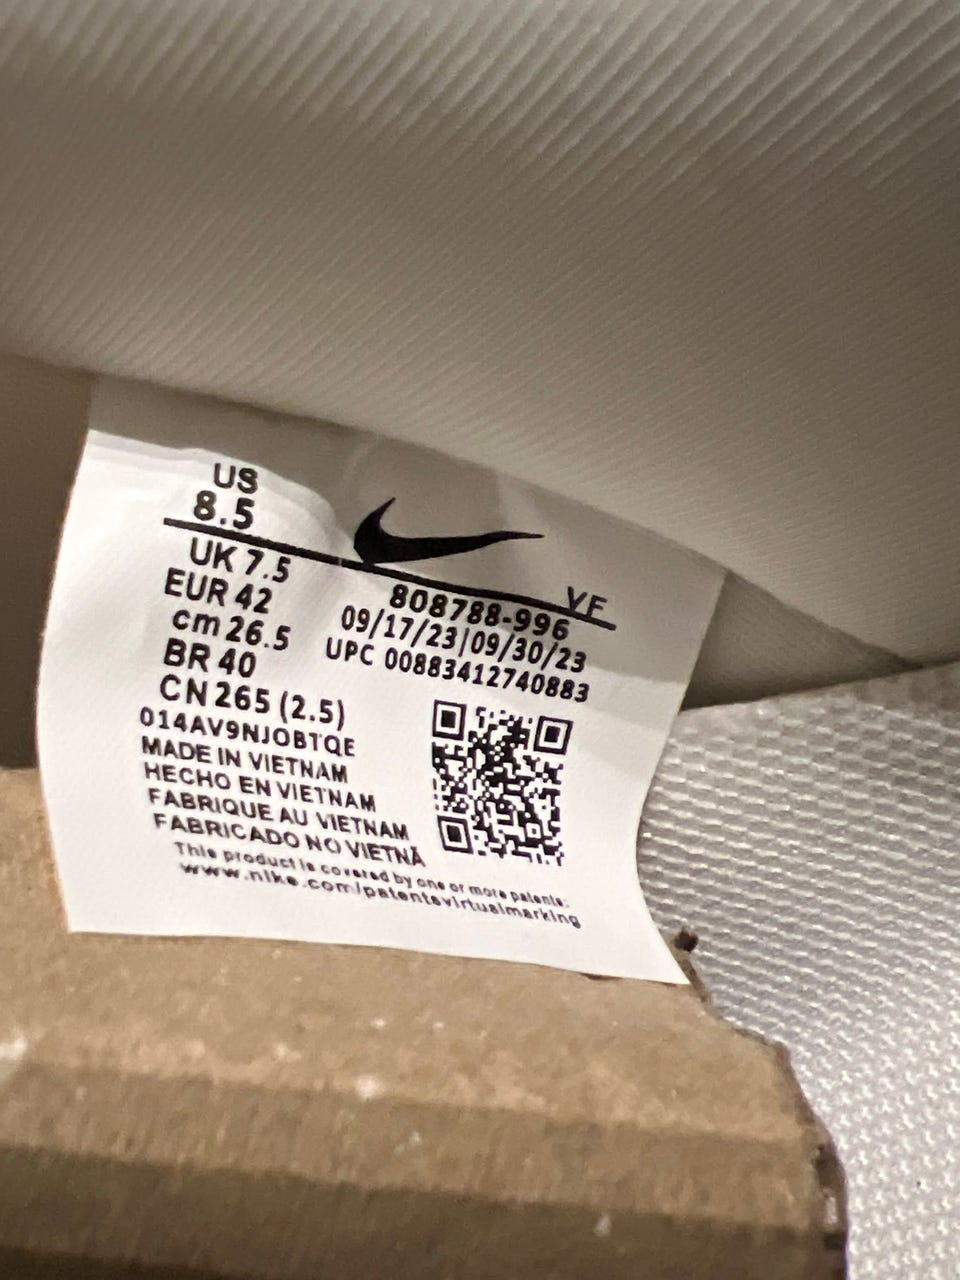 US
8.5
UK 7.5
EUR 42
cm 26.5
BR 40
CN 265 (2.5)
VF
808788-996
09/17/23|09/30/23
UPC 00883412740883
014AV9NJOBTQE
MADE IN VIETNAM
HECHO EN VIETNAM
FABRIQUE AU VIETNAM
FABRICADO NO VIETNÃ
This product is covered by one or more patents:
www.nike.com/patentsvirtualmarking